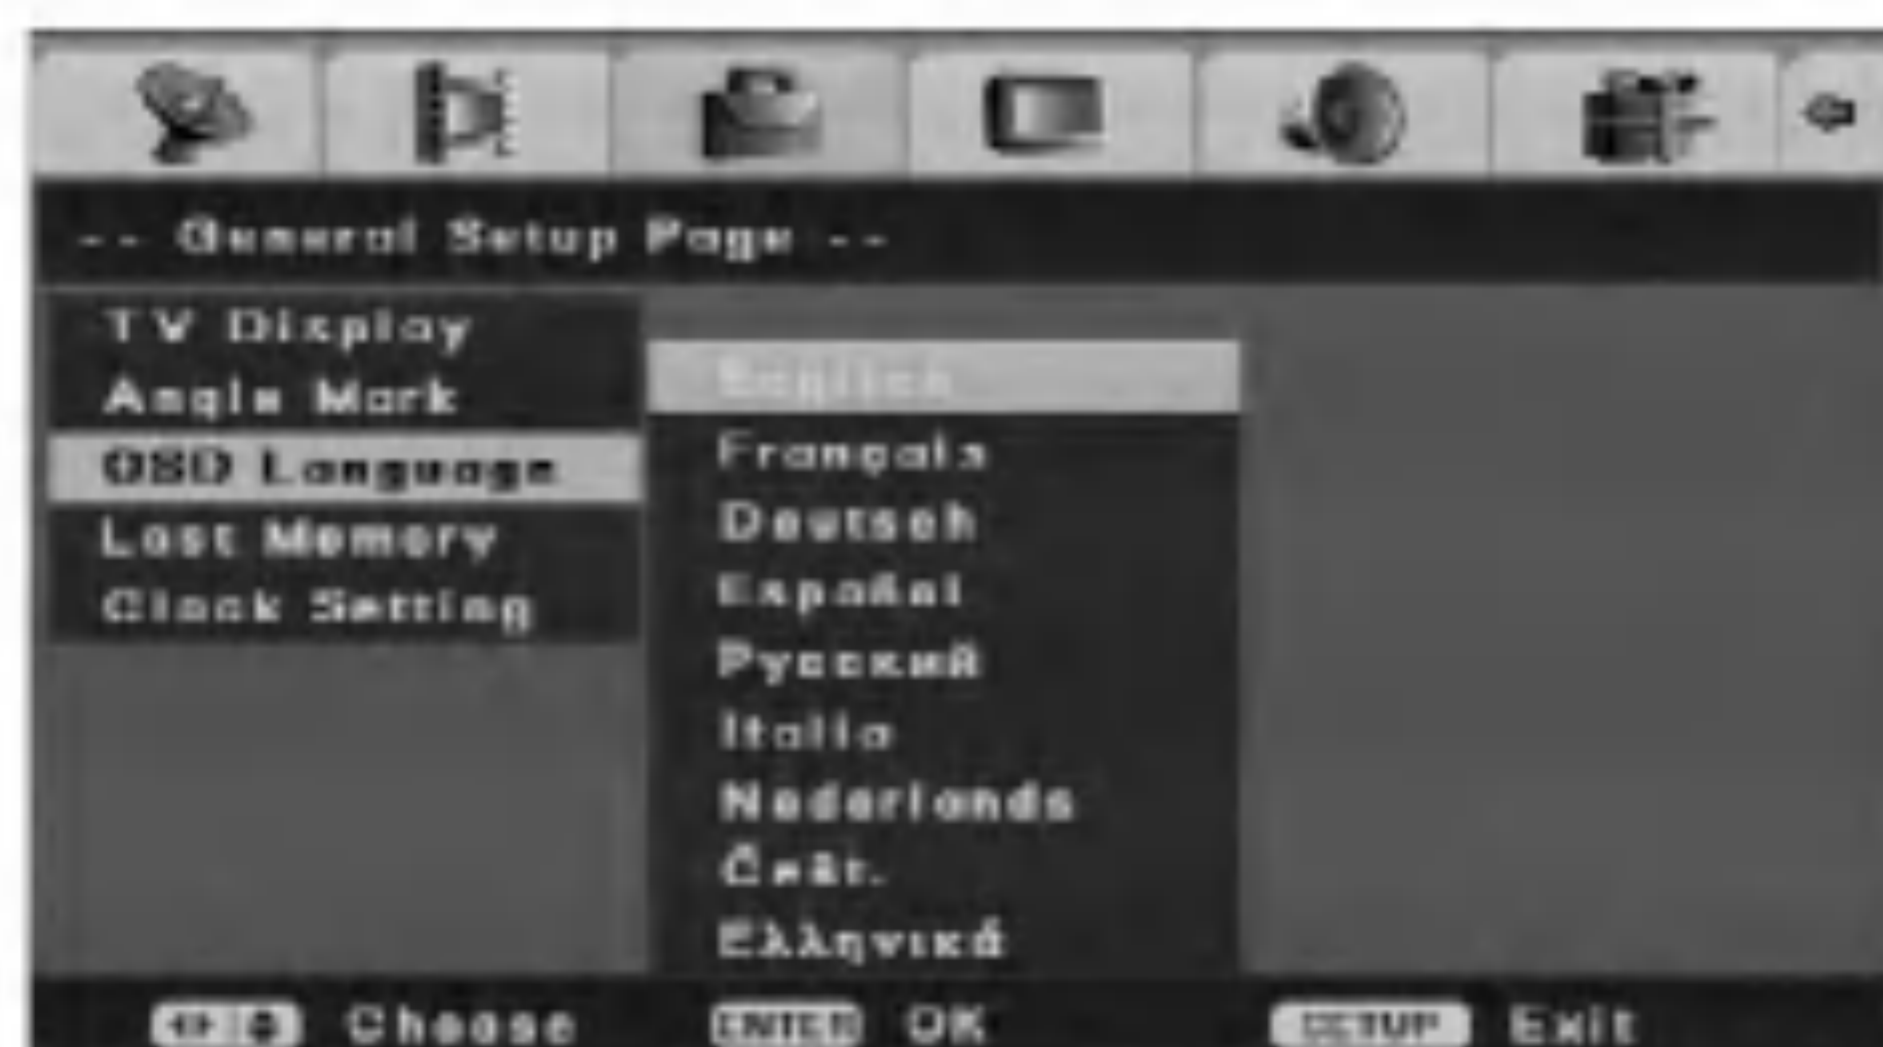 -- General Setup Page --
TV Display
Angle Mark
OSD Language
Last Memory
Clock Setting
English
Français
Deutsch
Español
Русский
Italia
Nederlands
Češt.
Ελληνικά
Choose
ENTER OK
SETUP Exit